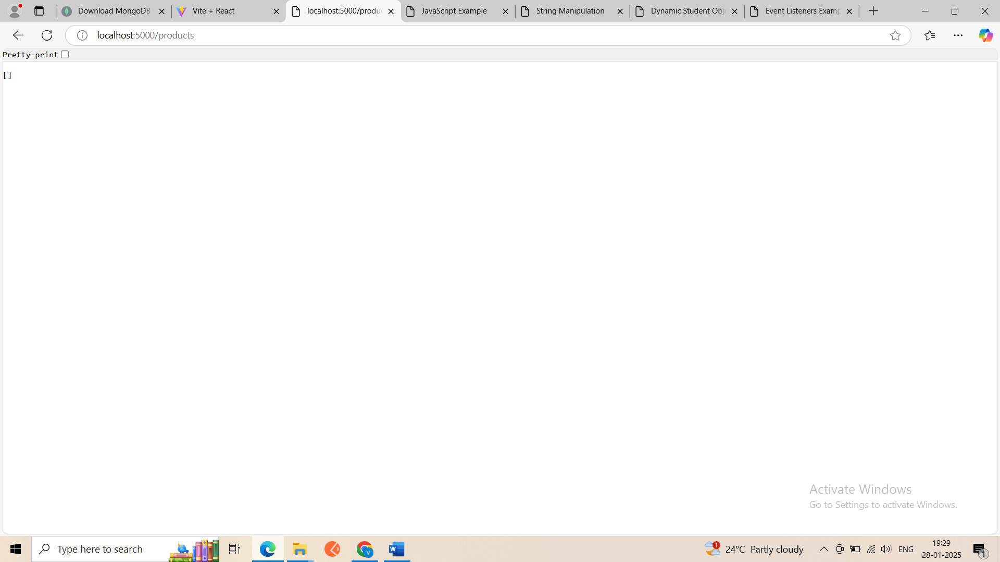 Download MongoDB
Vite + React
localhost:5000/produ
JavaScript Example
String Manipulation
Dynamic Student Obj
Event Listeners Examp
localhost:5000/products
Pretty-print
[]
Activate Windows
Go to Settings to activate Windows.
Type here to search
W
V
1
24°C Partly cloudy
ENG
19:29
28-01-2025
1